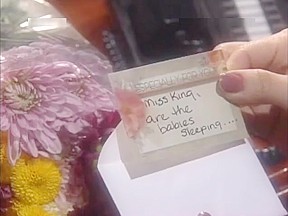 miss King,
are the
babies
sleeping....